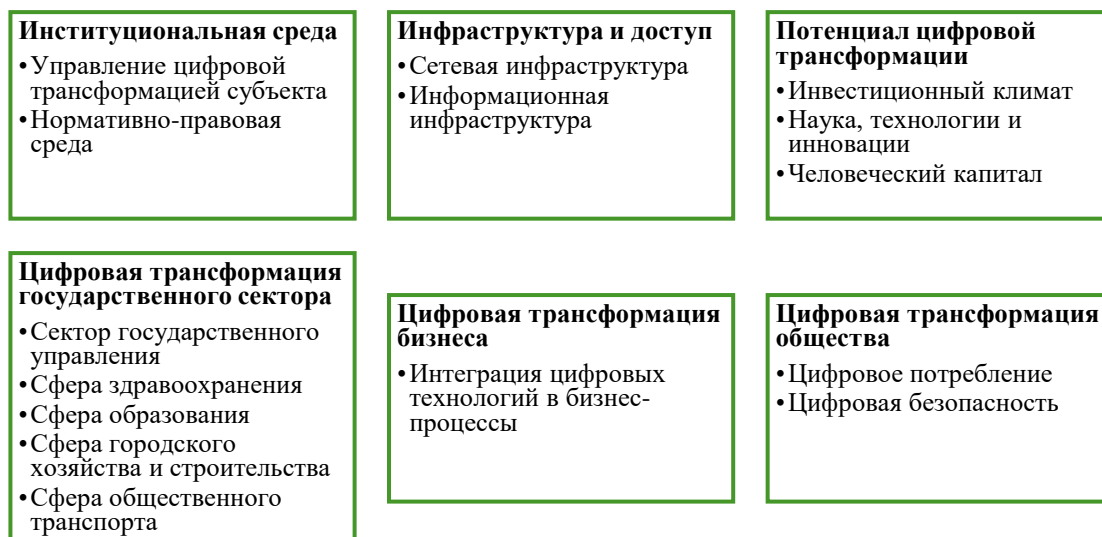 Институциональная среда
•Управление цифровой
трансформацией субъекта
•Нормативно-правовая
среда
Инфраструктура и доступ
•Сетевая инфраструктура
•Информационная
инфраструктура
Потенциал цифровой
трансформации
•Инвестиционный климат
•Наука, технологии и
инновации
•Человеческий капитал
Цифровая трансформация
государственного сектора
•Сектор государственного
управления
•Сфера здравоохранения
•Сфера образования
•Сфера городского
хозяйства и строительства
•Сфера общественного
транспорта
Цифровая трансформация
бизнеса
•Интеграция цифровых
технологий в бизнес-
процессы
Цифровая трансформация
общества
•Цифровое потребление
•Цифровая безопасность